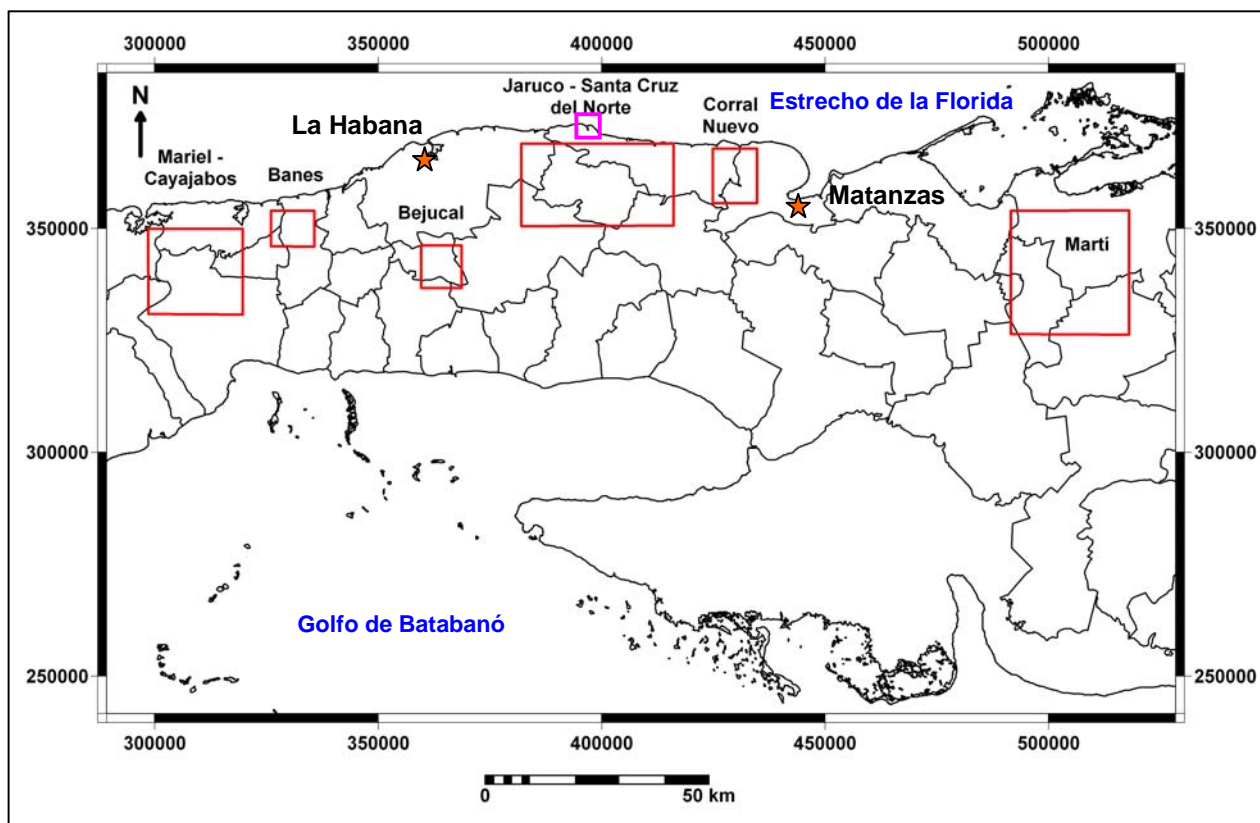 300000 350000 400000 450000 500000
N
La Habana
Jaruco - Santa Cruz
del Norte
Corral
Nuevo
Estrecho de la Florida
Mariel -
Cayajabos
Banes
Bejucal
Matanzas
Martí
350000 350000
300000 300000
Golfo de Batabanó
250000 250000
300000 350000 400000 450000 500000
0 50 km